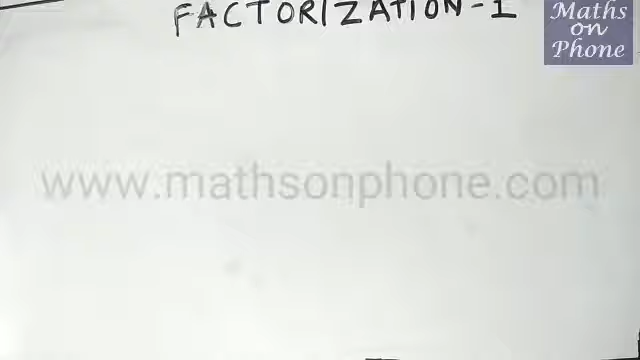 FACTORIZATION - 1
Maths
on
Phone
www.mathsonphone.com